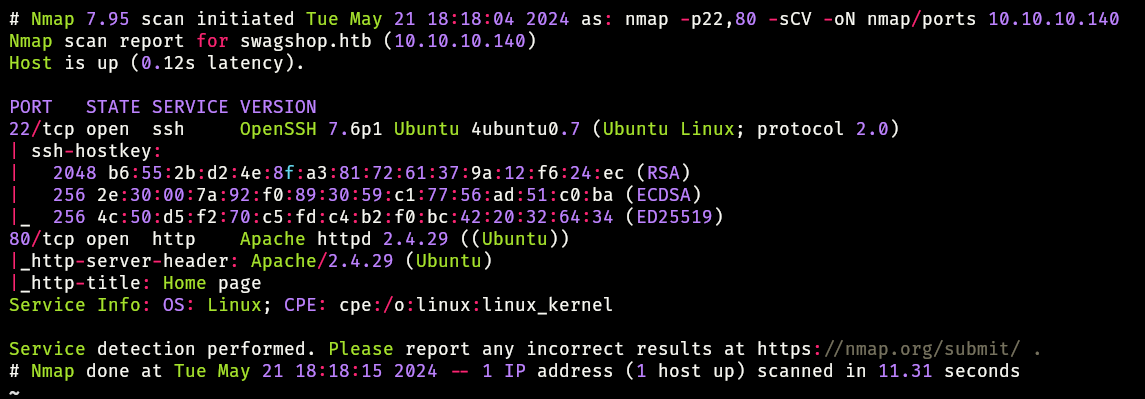 # Nmap 7.95 scan initiated Tue May 21 18:18:04 2024 as: nmap -p22,80 -sCV -oN nmap/ports 10.10.10.140
Nmap scan report for swagshop.htb (10.10.10.140)
Host is up (0.12s latency).
PORT   STATE SERVICE VERSION
22/tcp open  ssh     OpenSSH 7.6p1 Ubuntu 4ubuntu0.7 (Ubuntu Linux; protocol 2.0)
| ssh-hostkey:
|   2048 b6:55:2b:d2:4e:8f:a3:81:72:61:37:9a:12:f6:24:ec (RSA)
|   256 2e:30:00:7a:92:f0:89:30:59:c1:77:56:ad:51:c0:ba (ECDSA)
|_  256 4c:50:d5:f2:70:c5:fd:c4:b2:f0:bc:42:20:32:64:34 (ED25519)
80/tcp open  http    Apache httpd 2.4.29 ((Ubuntu))
|_http-server-header: Apache/2.4.29 (Ubuntu)
|_http-title: Home page
Service Info: OS: Linux; CPE: cpe:/o:linux:linux_kernel
Service detection performed. Please report any incorrect results at https://nmap.org/submit/ .
# Nmap done at Tue May 21 18:18:15 2024 -- 1 IP address (1 host up) scanned in 11.31 seconds
~